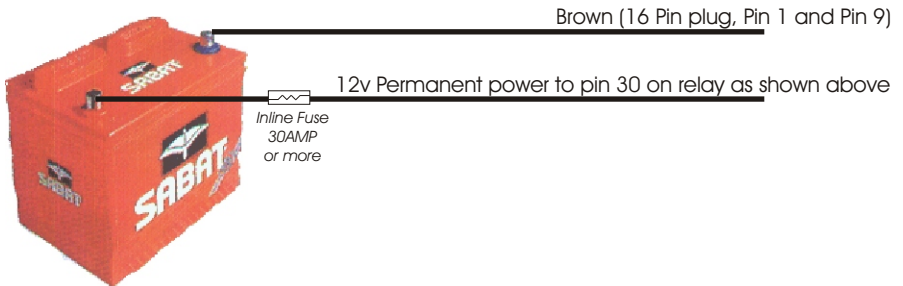 Brown (16 Pin plug, Pin 1 and Pin 9)
12v Permanent power to pin 30 on relay as shown above
Inline Fuse
30AMP
or more
SABAT
SABAT
SABAT